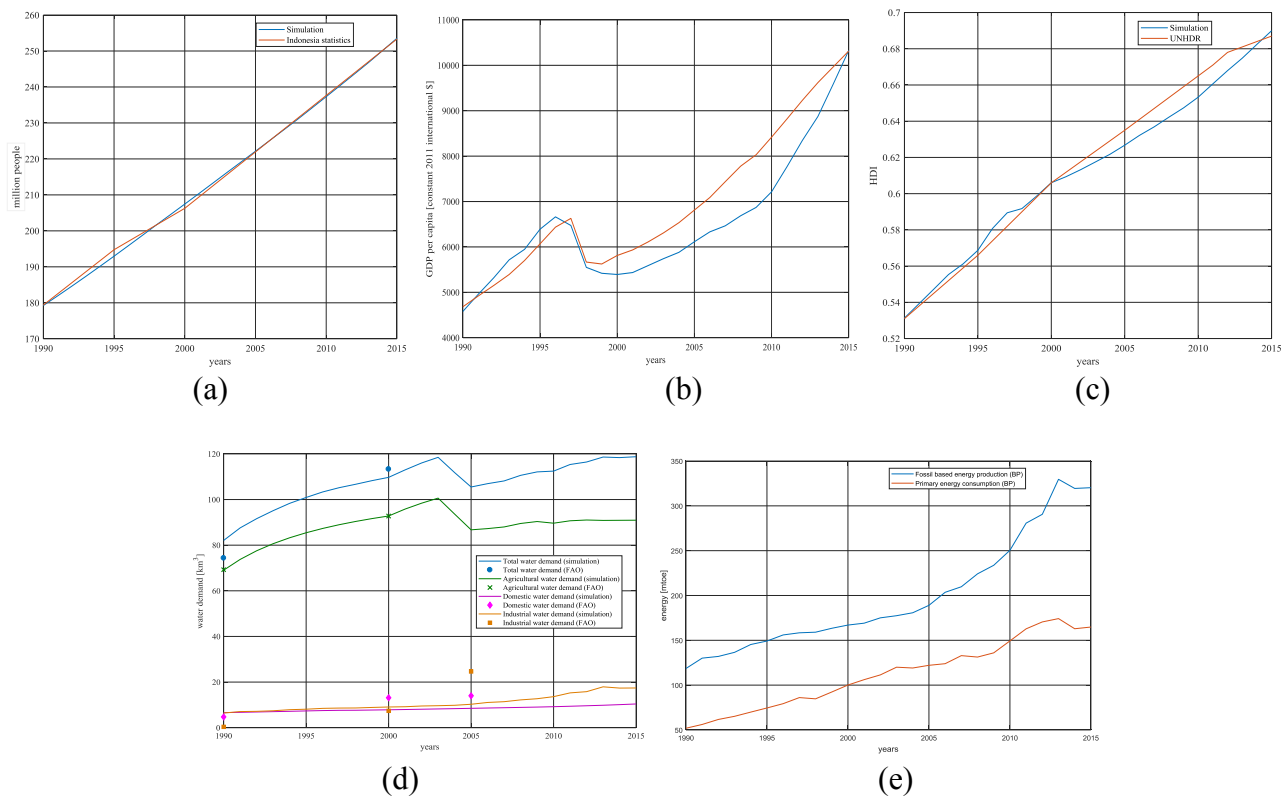 260
250
240
230
220
210
200
190
180
170
million people
Simulation
Indonesia statistics
1990 1995 2000 2005 2010 2015
years
(a)
11000
10000
9000
8000
7000
6000
5000
4000
GDP per capita [constant 2011 international $]
Simulation
Indonesia statistics
1990 1995 2000 2005 2010 2015
years
(b)
0.7
0.68
0.66
0.64
0.62
0.6
0.58
0.56
0.54
0.52
HDI
Simulation
UNHDR
1990 1995 2000 2005 2010 2015
years
(c)
120
100
80
60
40
20
0
water demand [km³]
Total water demand (simulation)
Total water demand (FAO)
Agricultural water demand (simulation)
Agricultural water demand (FAO)
Domestic water demand (simulation)
Domestic water demand (FAO)
Industrial water demand (simulation)
Industrial water demand (FAO)
1990 1995 2000 2005 2010 2015
years
(d)
350
300
250
200
150
100
50
energy [mtoe]
Fossil based energy production (BP)
Primary energy consumption (BP)
1990 1995 2000 2005 2010 2015
years
(e)